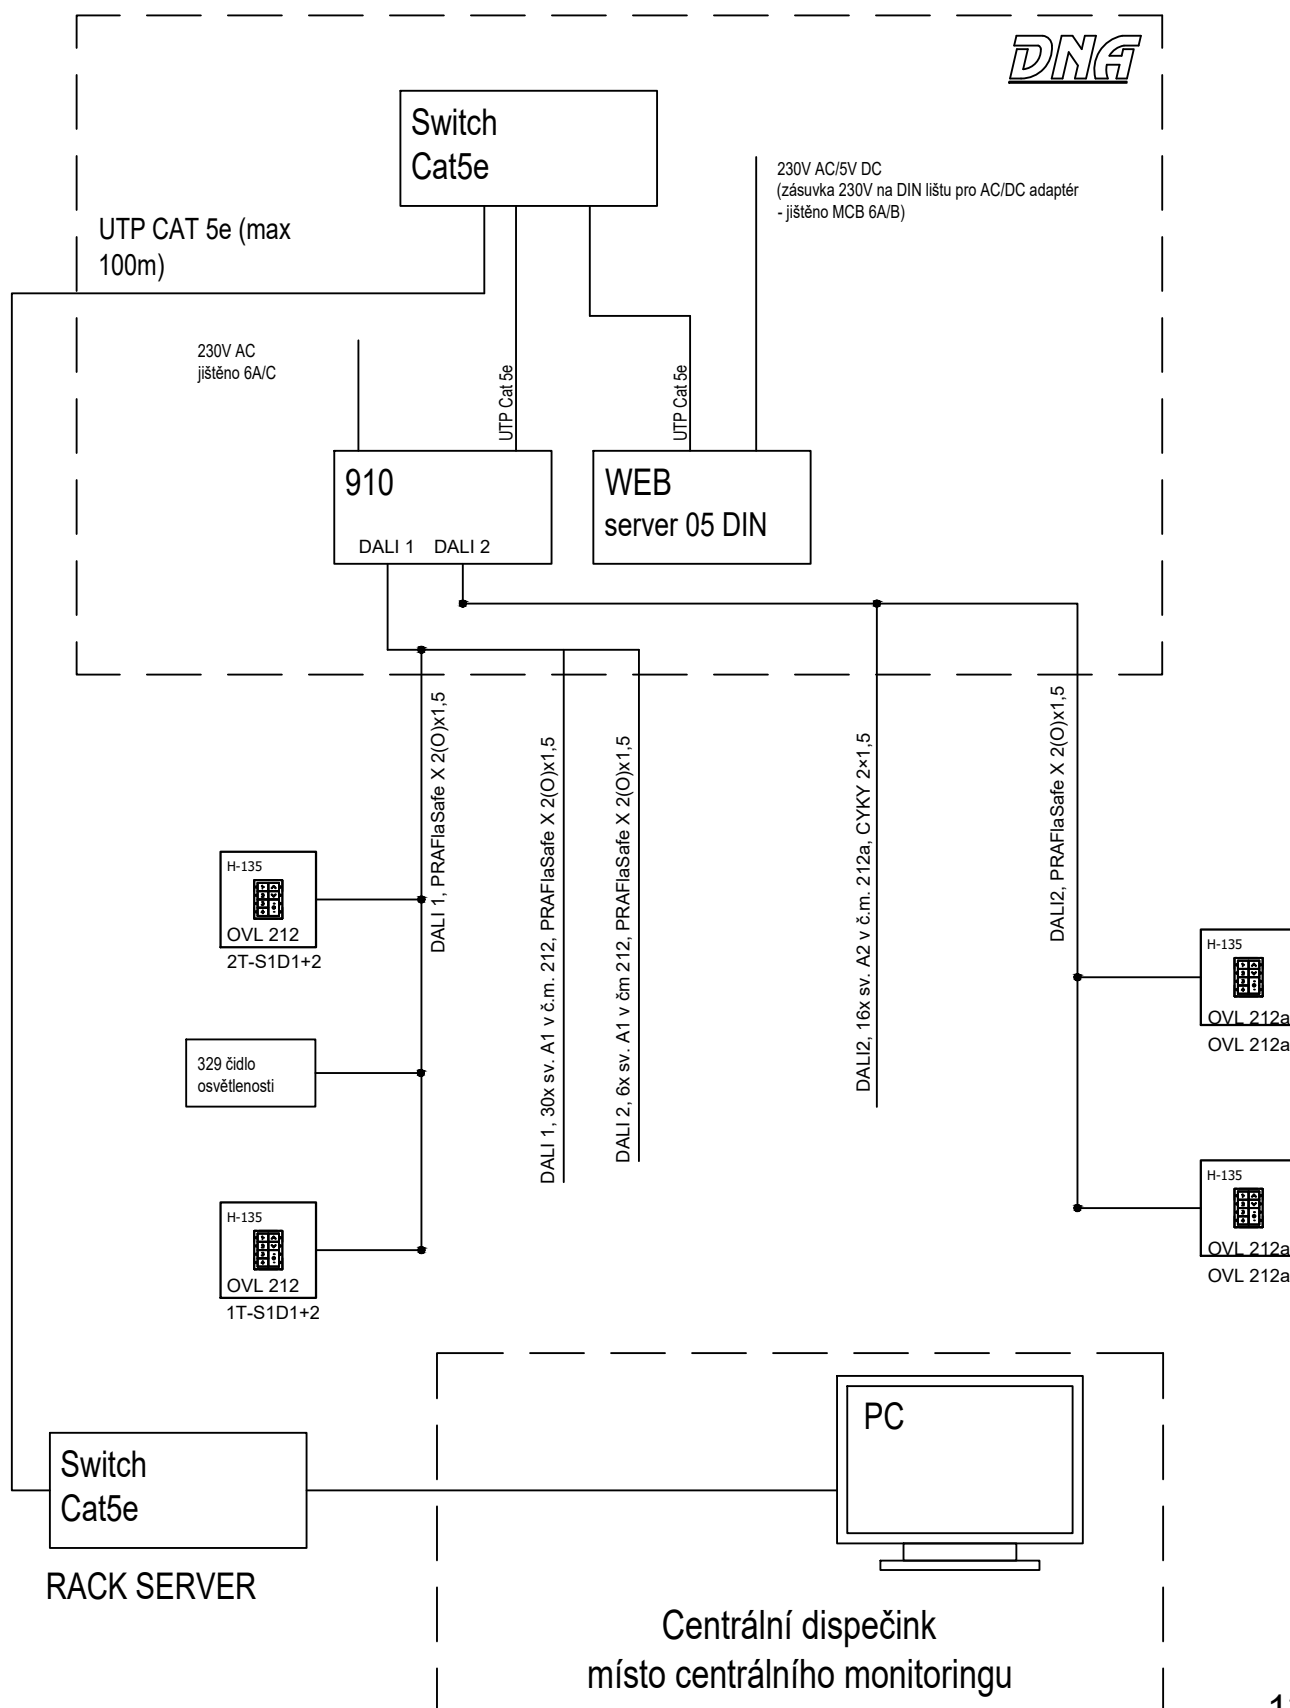 DNA
Switch
Cat5e
230V AC/5V DC
(zásuvka 230V na DIN lištu pro AC/DC adaptér
- jištěno MCB 6A/B)
UTP CAT 5e (max
100m)
230V AC
jištěno 6A/C
UTP Cat 5e
UTP Cat 5e
910
DALI 1 DALI 2
WEB
server 05 DIN
DALI 1, PRAFlaSafe X 2(O)x1,5
DALI 1, 30x sv. A1 v č.m. 212, PRAFlaSafe X 2(O)x1,5
DALI 2, 6x sv. A1 v čm 212, PRAFlaSafe X 2(O)x1,5
DALI2, 16x sv. A2 v č.m. 212a, CYKY 2×1,5
DALI2, PRAFlaSafe X 2(O)x1,5
H-135
OVL 212
2T-S1D1+2
H-135
OVL 212a
OVL 212a
329 čidlo
osvětlenosti
H-135
OVL 212
1T-S1D1+2
H-135
OVL 212a
OVL 212a
PC
Switch
Cat5e
RACK SERVER
Centrální dispečink
místo centrálního monitoringu